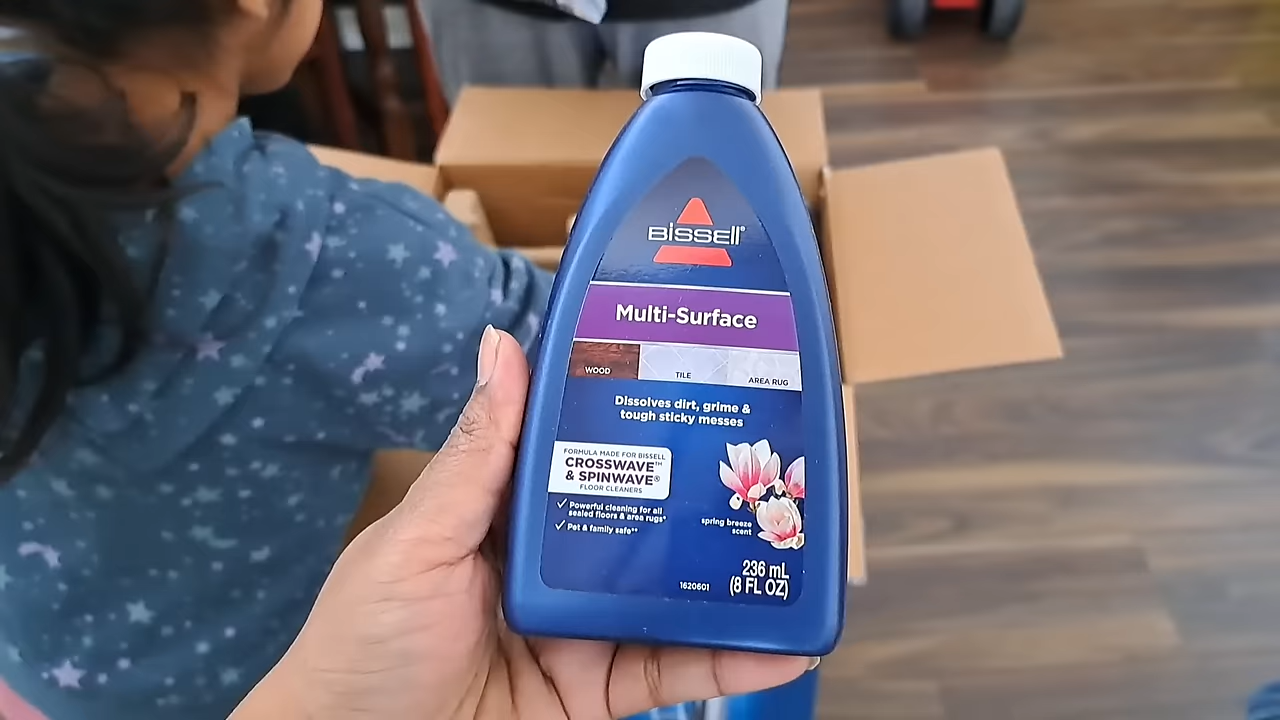 BISSELL®
Multi-Surface
WOOD
TILE
AREA RUG
Dissolves dirt, grime &
tough sticky messes
FORMULA MADE FOR BISSELL
CROSSWAVE™
& SPINWAVE®
FLOOR CLEANERS
✓ Powerful cleaning for all
sealed floors & area rugs*
✓ Pet & family safe**
spring breeze
scent
236 mL
(8 FL OZ)
1620601